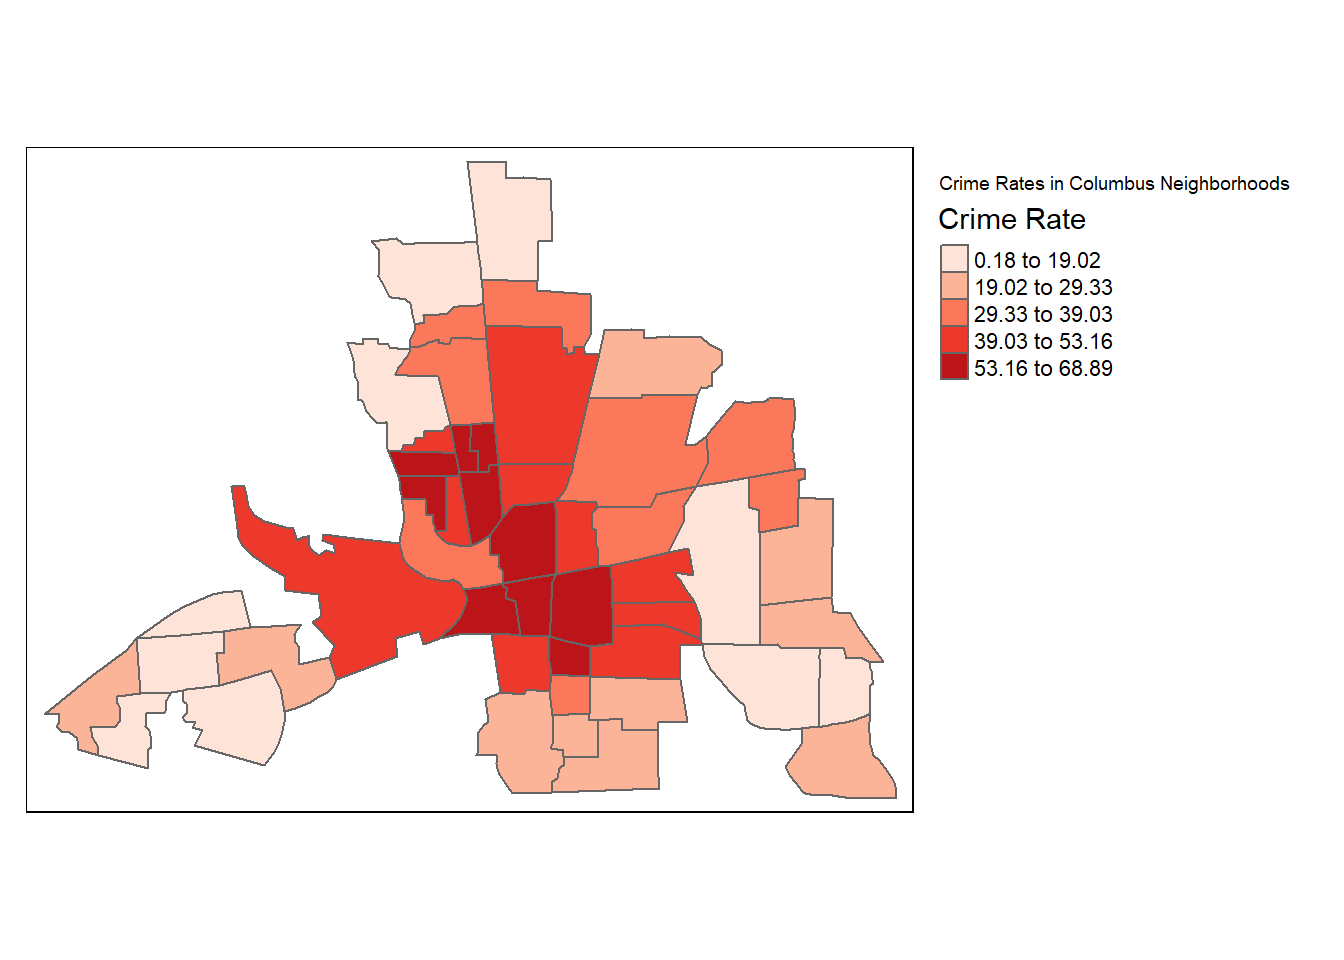 Crime Rates in Columbus Neighborhoods
Crime Rate
0.18 to 19.02
19.02 to 29.33
29.33 to 39.03
39.03 to 53.16
53.16 to 68.89